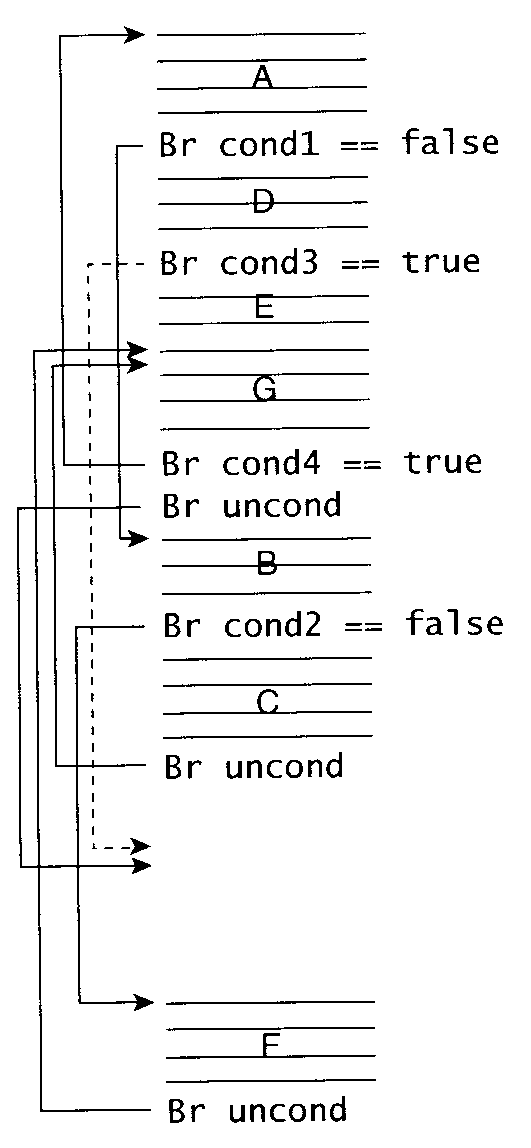 A
Br cond1 == false
D
Br cond3 == true
E
G
Br cond4 == true
Br uncond
B
Br cond2 == false
C
Br uncond
F
Br uncond